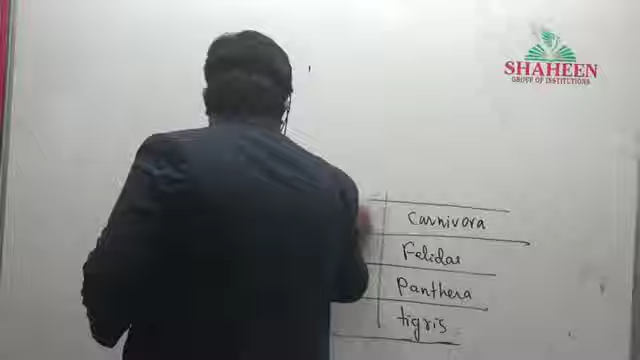 SHAHEEN
GROUP OF INSTITUTIONS
Carnivora
Felidae
Panthera
tigris